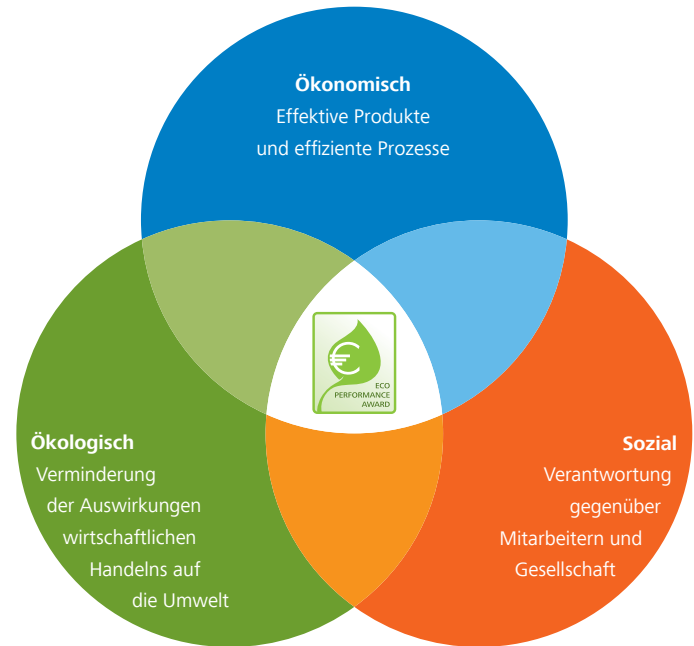 Ökonomisch
Effektive Produkte
und effiziente Prozesse
€
ECO
PERFORMANCE
AWARD
Ökologisch
Verminderung
der Auswirkungen
wirtschaftlichen
Handelns auf
die Umwelt
Sozial
Verantwortung
gegenüber
Mitarbeitern und
Gesellschaft